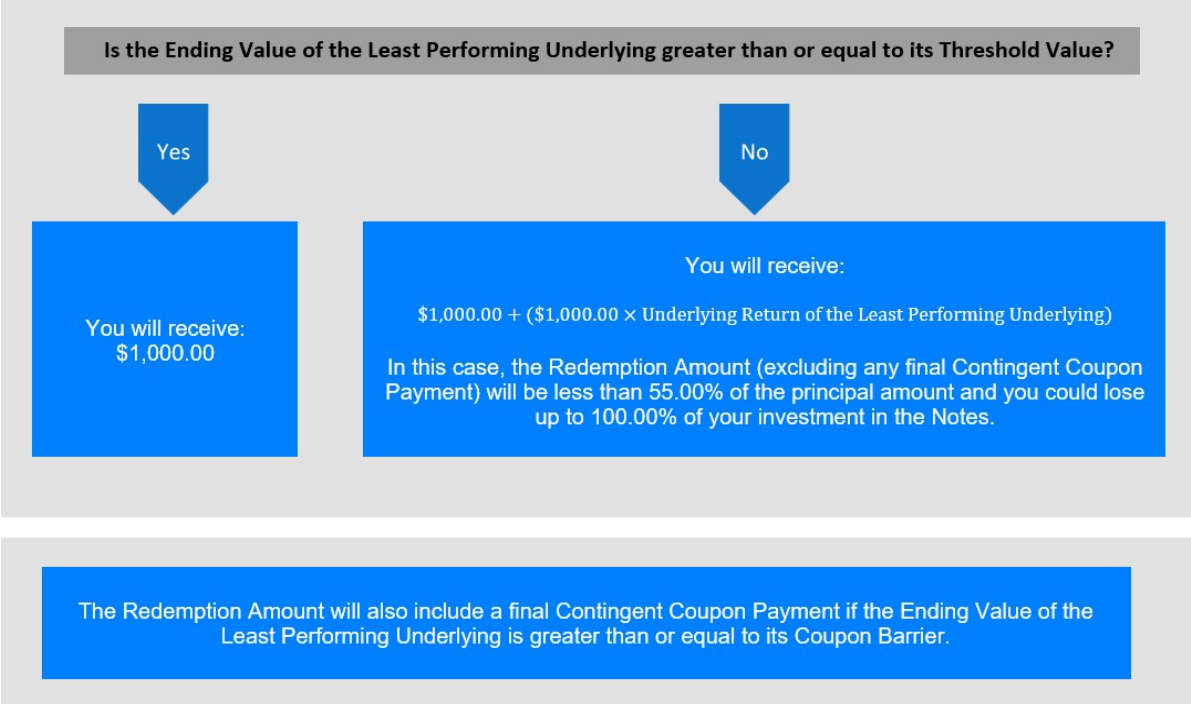 Is the Ending Value of the Least Performing Underlying greater than or equal to its Threshold Value?
Yes
No
You will receive:
$1,000.00
You will receive:
$1,000.00 + ($1,000.00 × Underlying Return of the Least Performing Underlying)
In this case, the Redemption Amount (excluding any final Contingent Coupon
Payment) will be less than 55.00% of the principal amount and you could lose
up to 100.00% of your investment in the Notes.
The Redemption Amount will also include a final Contingent Coupon Payment if the Ending Value of the
Least Performing Underlying is greater than or equal to its Coupon Barrier.